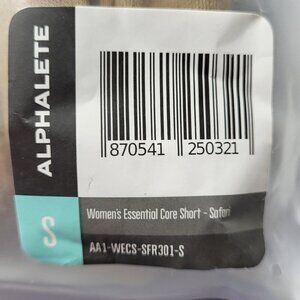 ALPHALETE
870541 250321
S
Women's Essential Core Short - Safari
AA1-WECS-SFR301-S